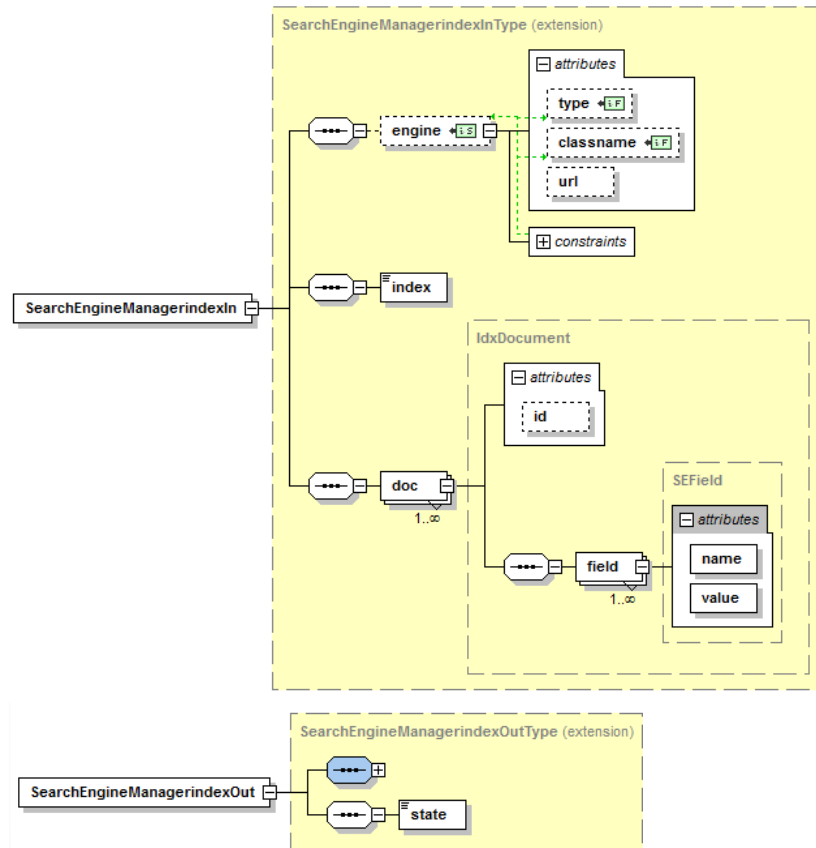 SearchEngineManagerindexInType (extension)
attributes
type
i F
engine
i S
classname
i F
url
constraints
index
SearchEngineManagerindexIn
IdxDocument
attributes
id
doc
1..∞
SEField
attributes
name
field
value
1..∞
SearchEngineManagerindexOutType (extension)
SearchEngineManagerindexOut
state